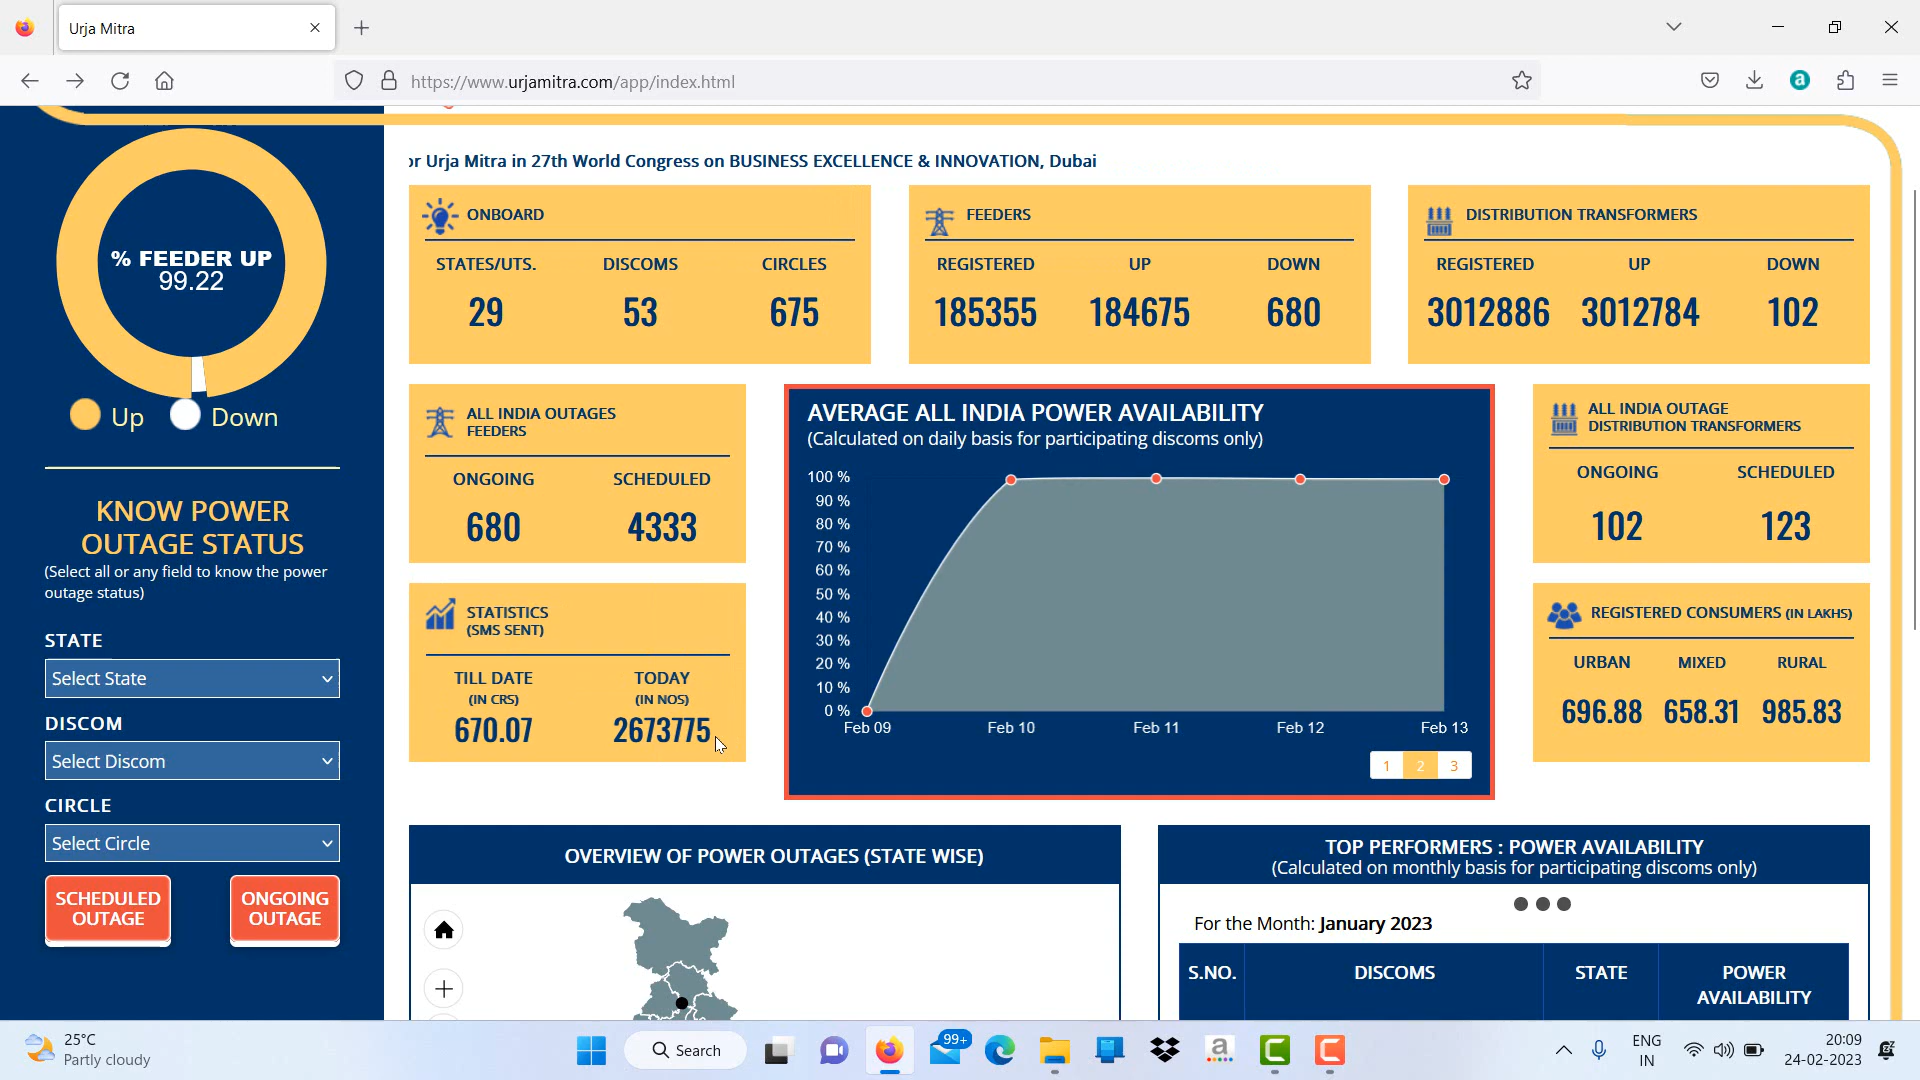 Urja Mitra
https://www.urjamitra.com/app/index.html
or Urja Mitra in 27th World Congress on BUSINESS EXCELLENCE & INNOVATION, Dubai
% FEEDER UP
99.22
Up
Down
KNOW POWER
OUTAGE STATUS
(Select all or any field to know the power
outage status)
STATE
Select State
DISCOM
Select Discom
CIRCLE
Select Circle
SCHEDULED
OUTAGE
ONGOING
OUTAGE
ONBOARD
STATES/UTS. DISCOMS CIRCLES
29 53 675
FEEDERS
REGISTERED UP DOWN
185355 184675 680
DISTRIBUTION TRANSFORMERS
REGISTERED UP DOWN
3012886 3012784 102
ALL INDIA OUTAGES
FEEDERS
ONGOING SCHEDULED
680 4333
STATISTICS
(SMS SENT)
TILL DATE TODAY
(IN CRS) (IN NOS)
670.07 2673775
AVERAGE ALL INDIA POWER AVAILABILITY
(Calculated on daily basis for participating discoms only)
100 %
90 %
80 %
70 %
60 %
50 %
40 %
30 %
20 %
10 %
0 %
Feb 09 Feb 10 Feb 11 Feb 12 Feb 13
1 2 3
ALL INDIA OUTAGE
DISTRIBUTION TRANSFORMERS
ONGOING SCHEDULED
102 123
REGISTERED CONSUMERS (IN LAKHS)
URBAN MIXED RURAL
696.88 658.31 985.83
OVERVIEW OF POWER OUTAGES (STATE WISE)
TOP PERFORMERS : POWER AVAILABILITY
(Calculated on monthly basis for participating discoms only)
For the Month: January 2023
S.NO. DISCOMS STATE POWER
AVAILABILITY
25°C
Partly cloudy
Search
99+
ENG
IN
20:09
24-02-2023